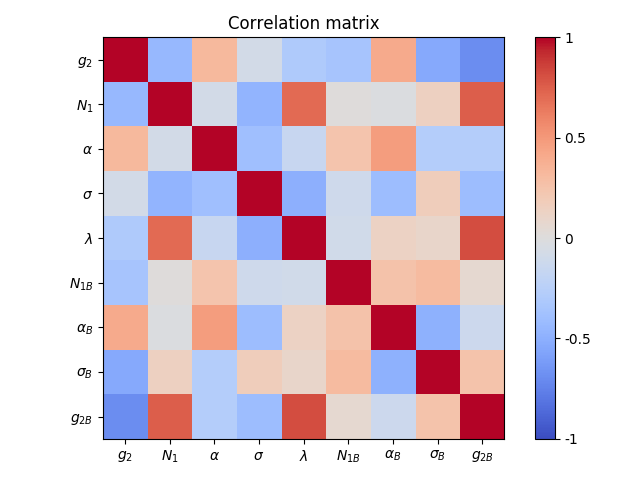 Correlation matrix
g₂
N₁
α
σ
λ
N₁B
αB
σB
g₂B
g₂ N₁ α σ λ N₁B αB σB g₂B
1
0.5
0
-0.5
-1